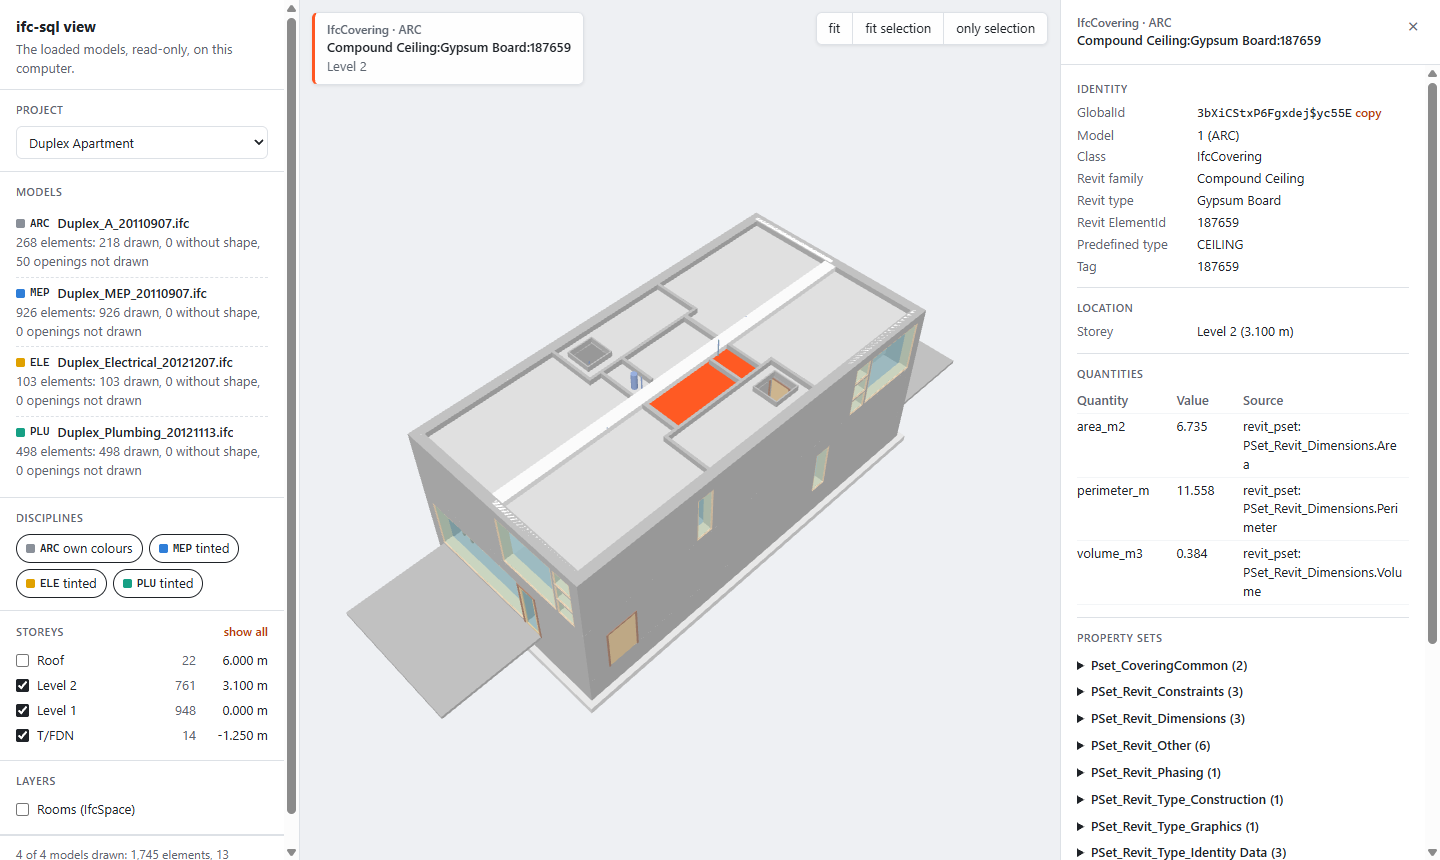 ifc-sql view
The loaded models, read-only, on this
computer.
PROJECT
Duplex Apartment
MODELS
ARC Duplex_A_20110907.ifc
268 elements: 218 drawn, 0 without shape,
50 openings not drawn
MEP Duplex_MEP_20110907.ifc
926 elements: 926 drawn, 0 without shape,
0 openings not drawn
ELE Duplex_Electrical_20121207.ifc
103 elements: 103 drawn, 0 without shape,
0 openings not drawn
PLU Duplex_Plumbing_20121113.ifc
498 elements: 498 drawn, 0 without shape,
0 openings not drawn
DISCIPLINES
ARC own colours MEP tinted
ELE tinted PLU tinted
STOREYS show all
Roof 22 6.000 m
Level 2 761 3.100 m
Level 1 948 0.000 m
T/FDN 14 -1.250 m
LAYERS
Rooms (IfcSpace)
4 of 4 models drawn: 1,745 elements, 13
IfcCovering · ARC
Compound Ceiling:Gypsum Board:187659
Level 2
fit fit selection only selection
IfcCovering · ARC
Compound Ceiling:Gypsum Board:187659
IDENTITY
GlobalId 3bXiCStxP6Fgxdej$yc55E copy
Model 1 (ARC)
Class IfcCovering
Revit family Compound Ceiling
Revit type Gypsum Board
Revit ElementId 187659
Predefined type CEILING
Tag 187659
LOCATION
Storey Level 2 (3.100 m)
QUANTITIES
Quantity Value Source
area_m2 6.735 revit_pset:
PSet_Revit_Dimensions.Are
a
perimeter_m 11.558 revit_pset:
PSet_Revit_Dimensions.Peri
meter
volume_m3 0.384 revit_pset:
PSet_Revit_Dimensions.Volu
me
PROPERTY SETS
Pset_CoveringCommon (2)
PSet_Revit_Constraints (3)
PSet_Revit_Dimensions (3)
PSet_Revit_Other (6)
PSet_Revit_Phasing (1)
PSet_Revit_Type_Construction (1)
PSet_Revit_Type_Graphics (1)
PSet_Revit_Type_Identity Data (3)